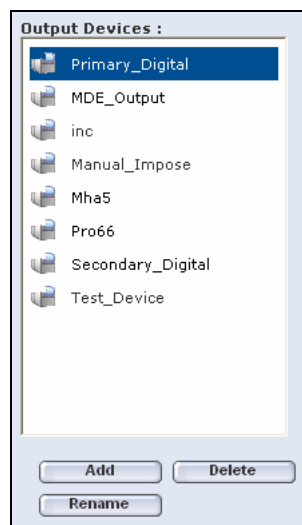 Output Devices :
Primary_Digital
MDE_Output
inc
Manual_Impose
Mha5
Pro66
Secondary_Digital
Test_Device
Add Delete
Rename